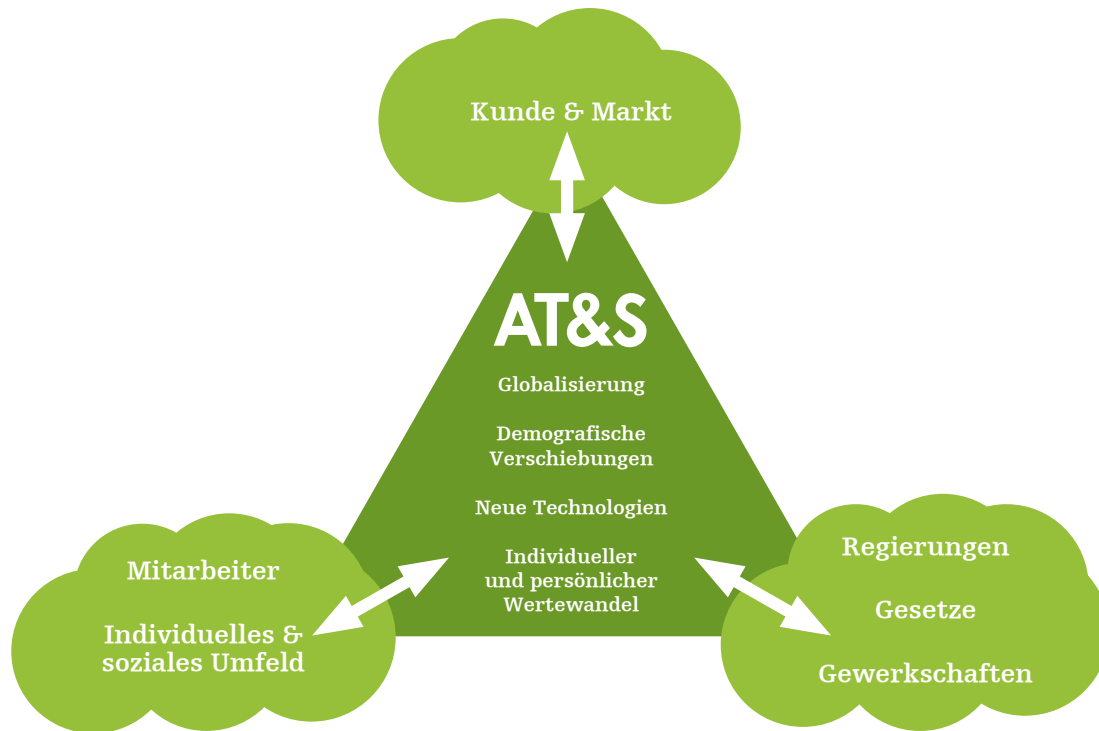 Kunde & Markt
AT&S
Globalisierung
Demografische
Verschiebungen
Neue Technologien
Individueller
und persönlicher
Wertewandel
Mitarbeiter
Individuelles &
soziales Umfeld
Regierungen
Gesetze
Gewerkschaften